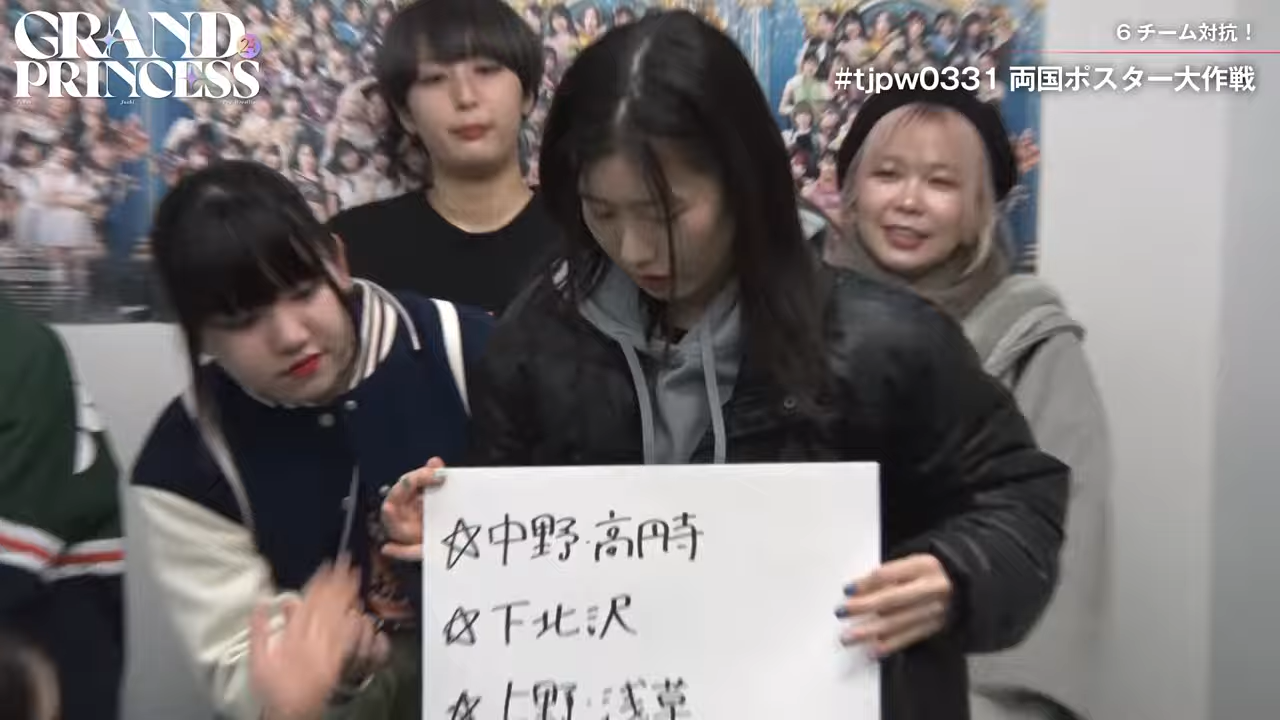 GRAND
PRINCESS
6チーム対抗！
#tjpw0331 両国ポスター大作戦
☆中野・高円寺
☆下北沢
☆上野・浅草